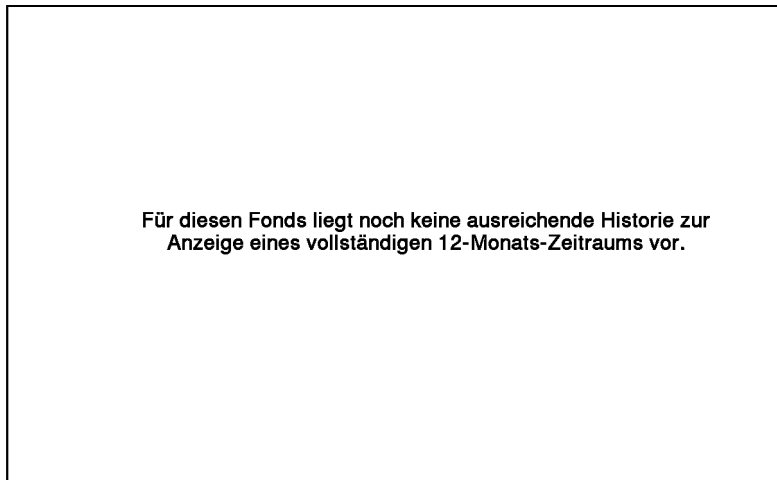 Für diesen Fonds liegt noch keine ausreichende Historie zur
Anzeige eines vollständigen 12-Monats-Zeitraums vor.